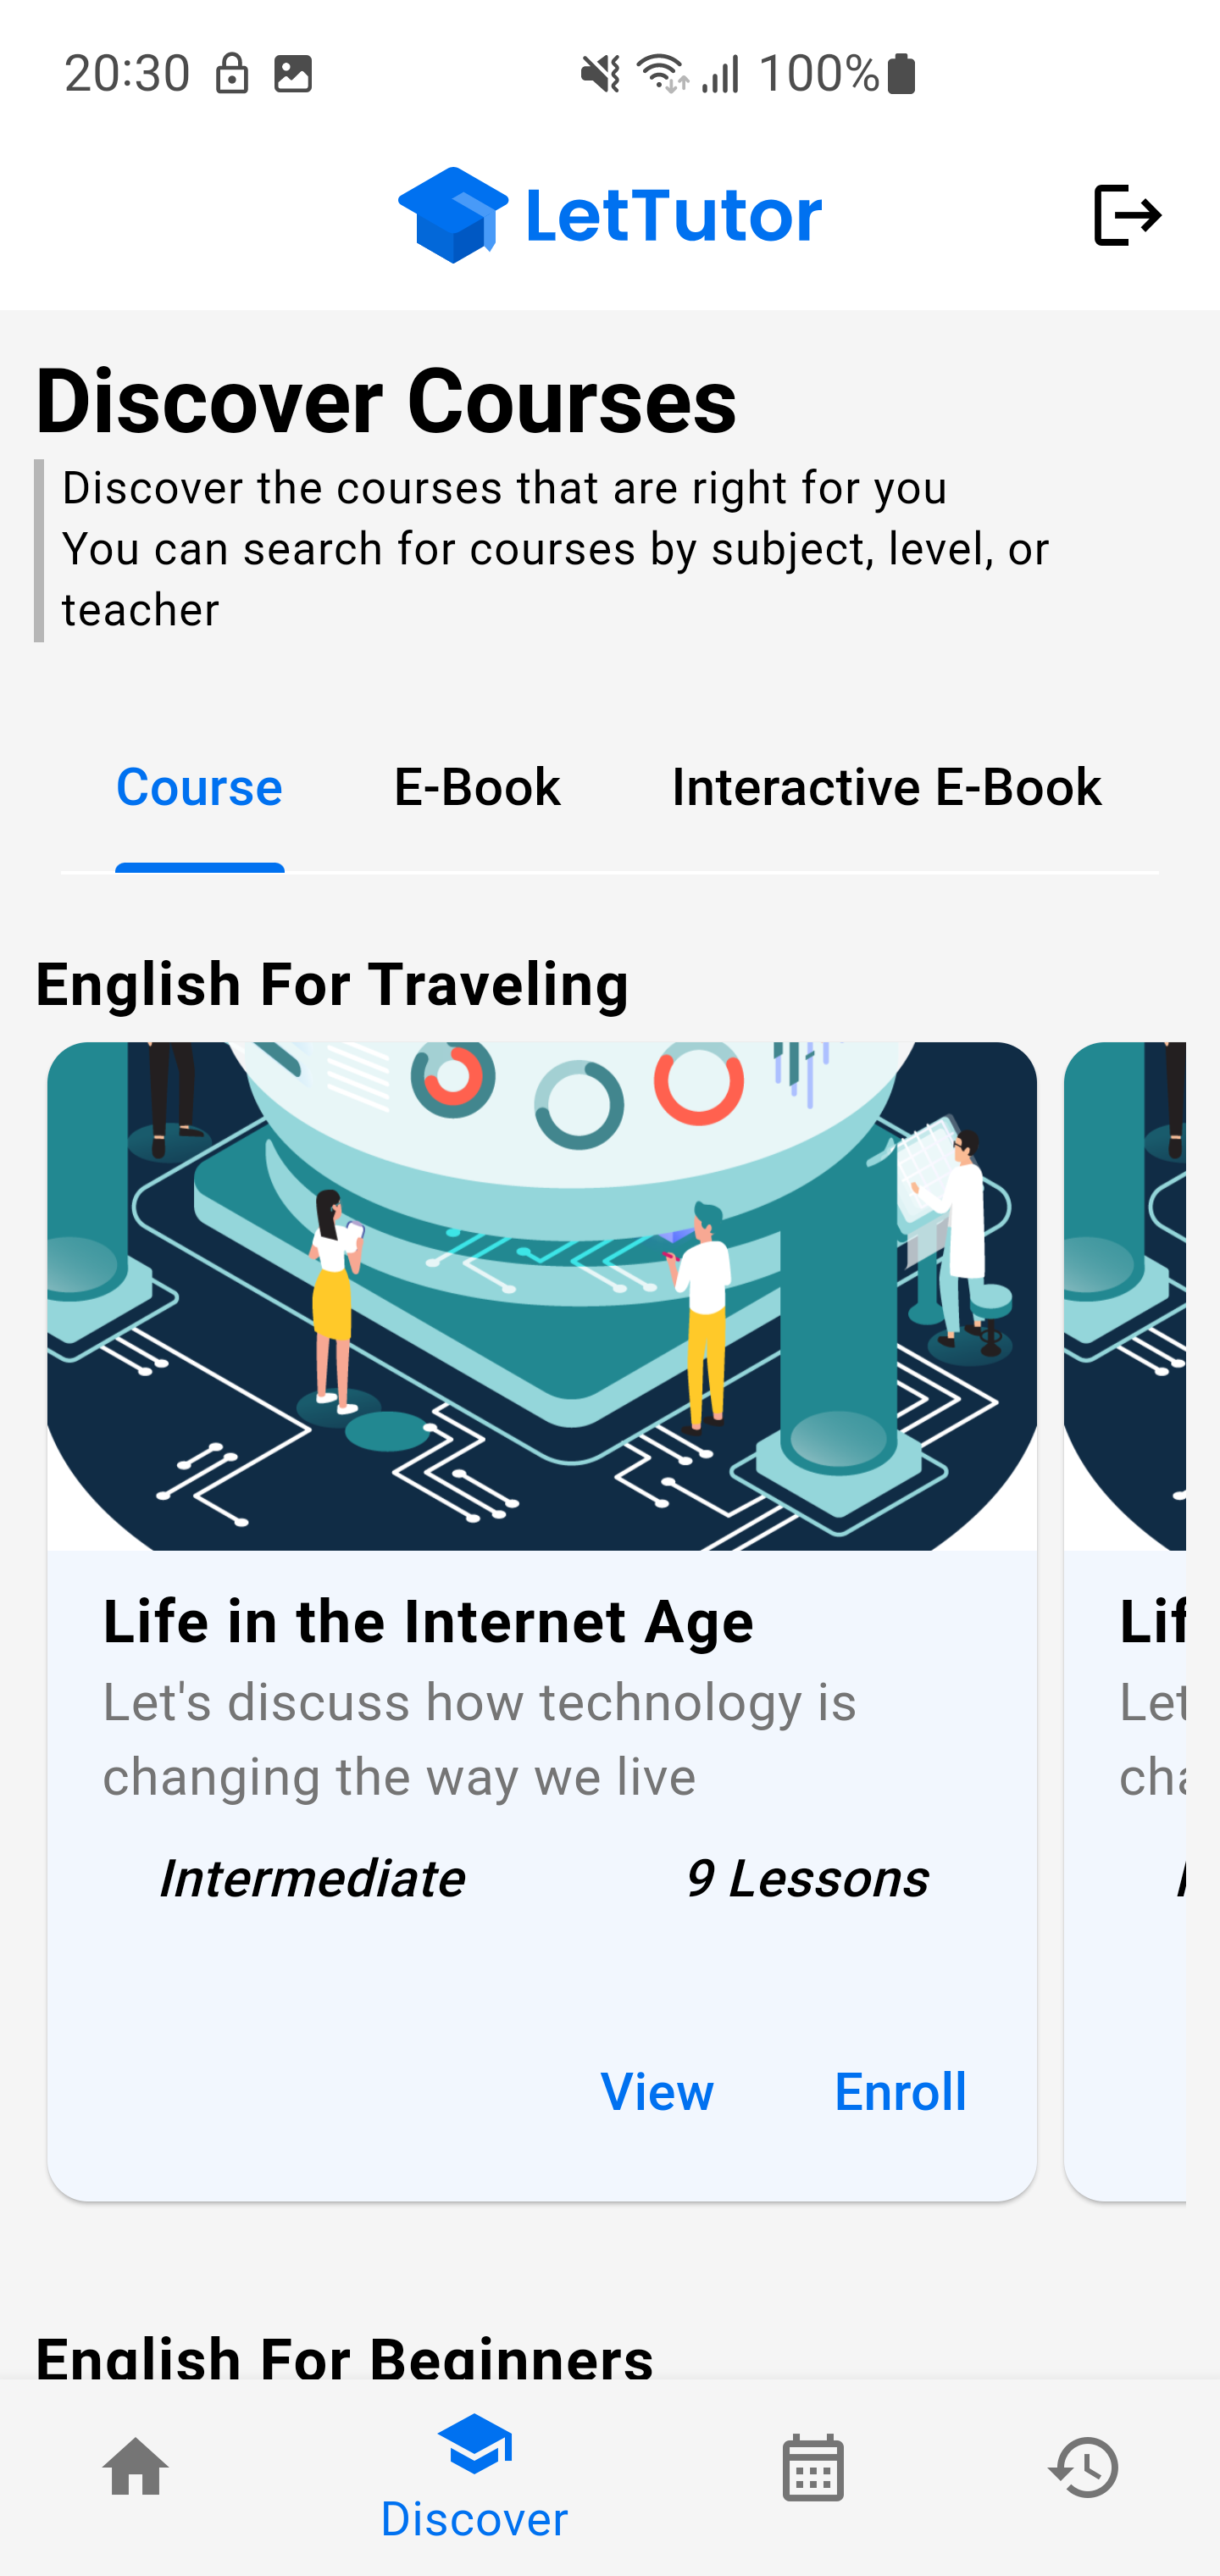 20:30 100%
LetTutor
Discover Courses
Discover the courses that are right for you
You can search for courses by subject, level, or
teacher
Course E-Book Interactive E-Book
English For Traveling
Life in the Internet Age
Let's discuss how technology is
changing the way we live
Intermediate 9 Lessons
View Enroll
Lif
Let
cha
English For Beginners
Discover